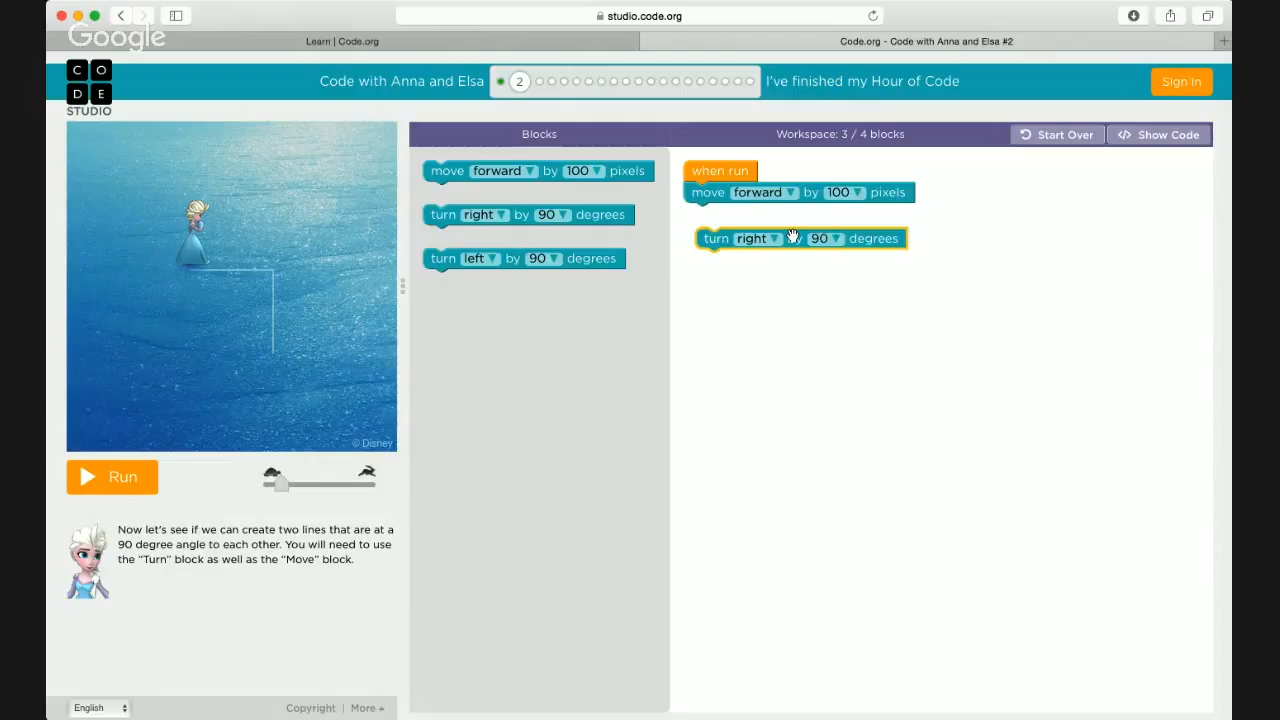 studio.code.org
Google
Learn | Code.org
Code.org - Code with Anna and Elsa #2
C O
D E
STUDIO
Code with Anna and Elsa
2
I've finished my Hour of Code
Sign in
Blocks
Workspace: 3 / 4 blocks
Start Over
</> Show Code
move forward by 100 pixels
turn right by 90 degrees
turn left by 90 degrees
when run
move forward by 100 pixels
turn right 90 degrees
© Disney
Run
Now let's see if we can create two lines that are at a
90 degree angle to each other. You will need to use
the "Turn" block as well as the "Move" block.
English
Copyright | More